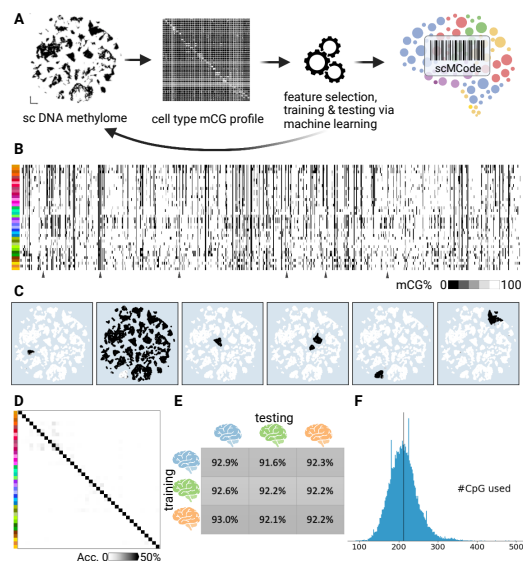 A
scMCode
sc DNA methylome
cell type mCG profile
feature selection,
training & testing via
machine learning
B
mCG% 0 100
C
D
Acc. 0 50%
E
testing
training
92.9% 91.6% 92.3%
92.6% 92.2% 92.2%
93.0% 92.1% 92.2%
F
#CpG used
100 200 300 400 500